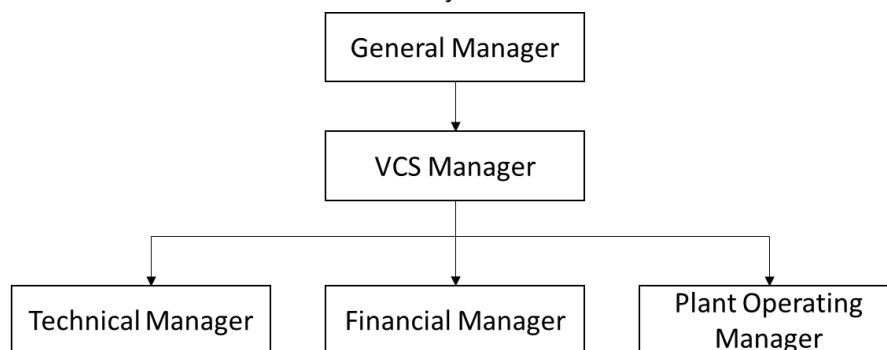 General Manager
VCS Manager
Technical Manager
Financial Manager
Plant Operating
Manager